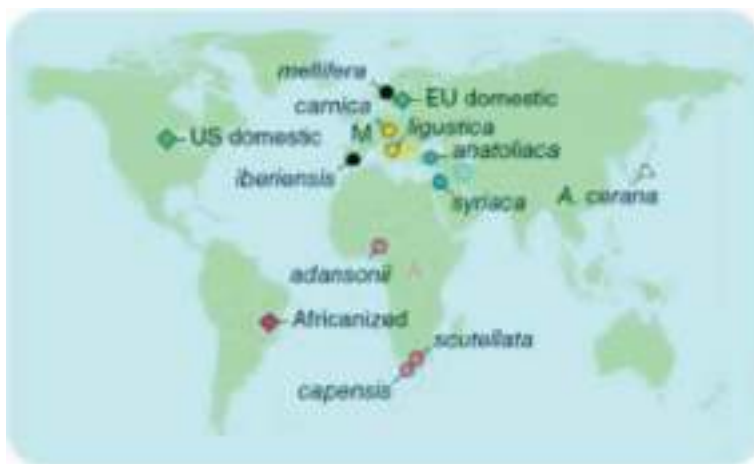 mellifera
EU domestic
carnica
M
ligustica
US domestic
anatoliaca
iberiensis
syriaca
A. cerana
adansonii
Africanized
scutellata
capensis